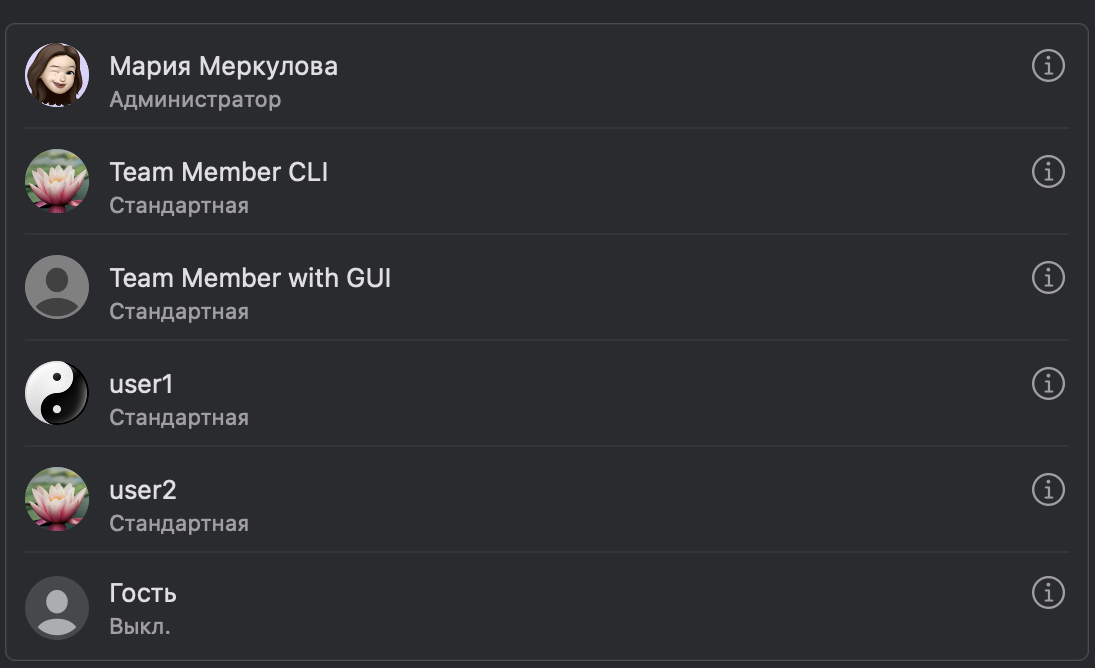 Мария Меркулова
Администратор
Team Member CLI
Стандартная
Team Member with GUI
Стандартная
user1
Стандартная
user2
Стандартная
Гость
Выкл.